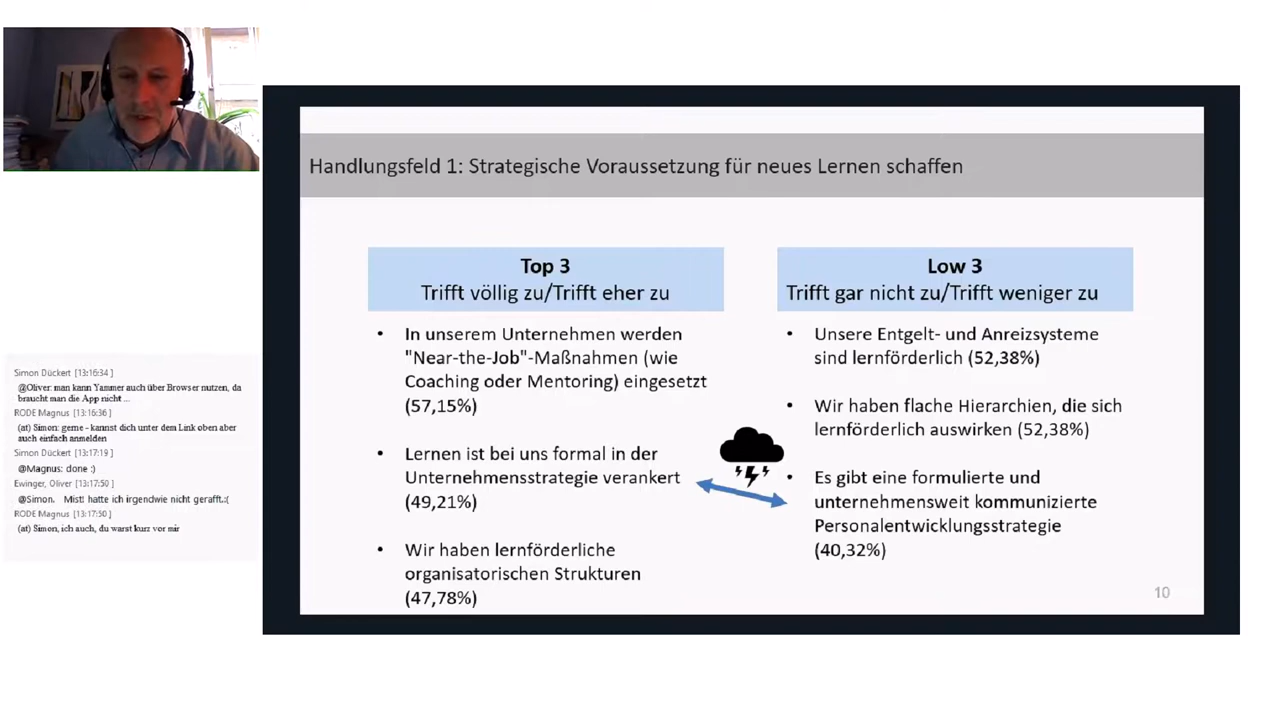 Handlungsfeld 1: Strategische Voraussetzung für neues Lernen schaffen
Top 3
Trifft völlig zu/Trifft eher zu
• In unserem Unternehmen werden
"Near-the-Job"-Maßnahmen (wie
Coaching oder Mentoring) eingesetzt
(57,15%)
• Lernen ist bei uns formal in der
Unternehmensstrategie verankert
(49,21%)
• Wir haben lernförderliche
organisatorischen Strukturen
(47,78%)
Low 3
Trifft gar nicht zu/Trifft weniger zu
• Unsere Entgelt- und Anreizsysteme
sind lernförderlich (52,38%)
• Wir haben flache Hierarchien, die sich
lernförderlich auswirken (52,38%)
• Es gibt eine formulierte und
unternehmensweit kommunizierte
Personalentwicklungsstrategie
(40,32%)
10
Simon Dückert [13:16:34 ]
@Oliver: man kann Yammer auch über Browser nutzen, da
braucht man die App nicht ...
RODE Magnus [13:16:36 ]
(at) Simon: gerne - kannst dich unter dem Link oben aber
auch einfach anmelden
Simon Dückert [13:17:19 ]
@Magnus: done :)
Ewinger, Oliver [13:17:50 ]
@Simon. Mist! hatte ich irgendwie nicht gerafft.:(
RODE Magnus [13:17:50 ]
(at) Simon, ich auch, du warst kurz vor mir